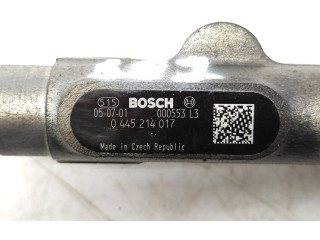 515 BOSCH
05-07-01 000553 L3
0 445 214 017
Made in Czech Republic